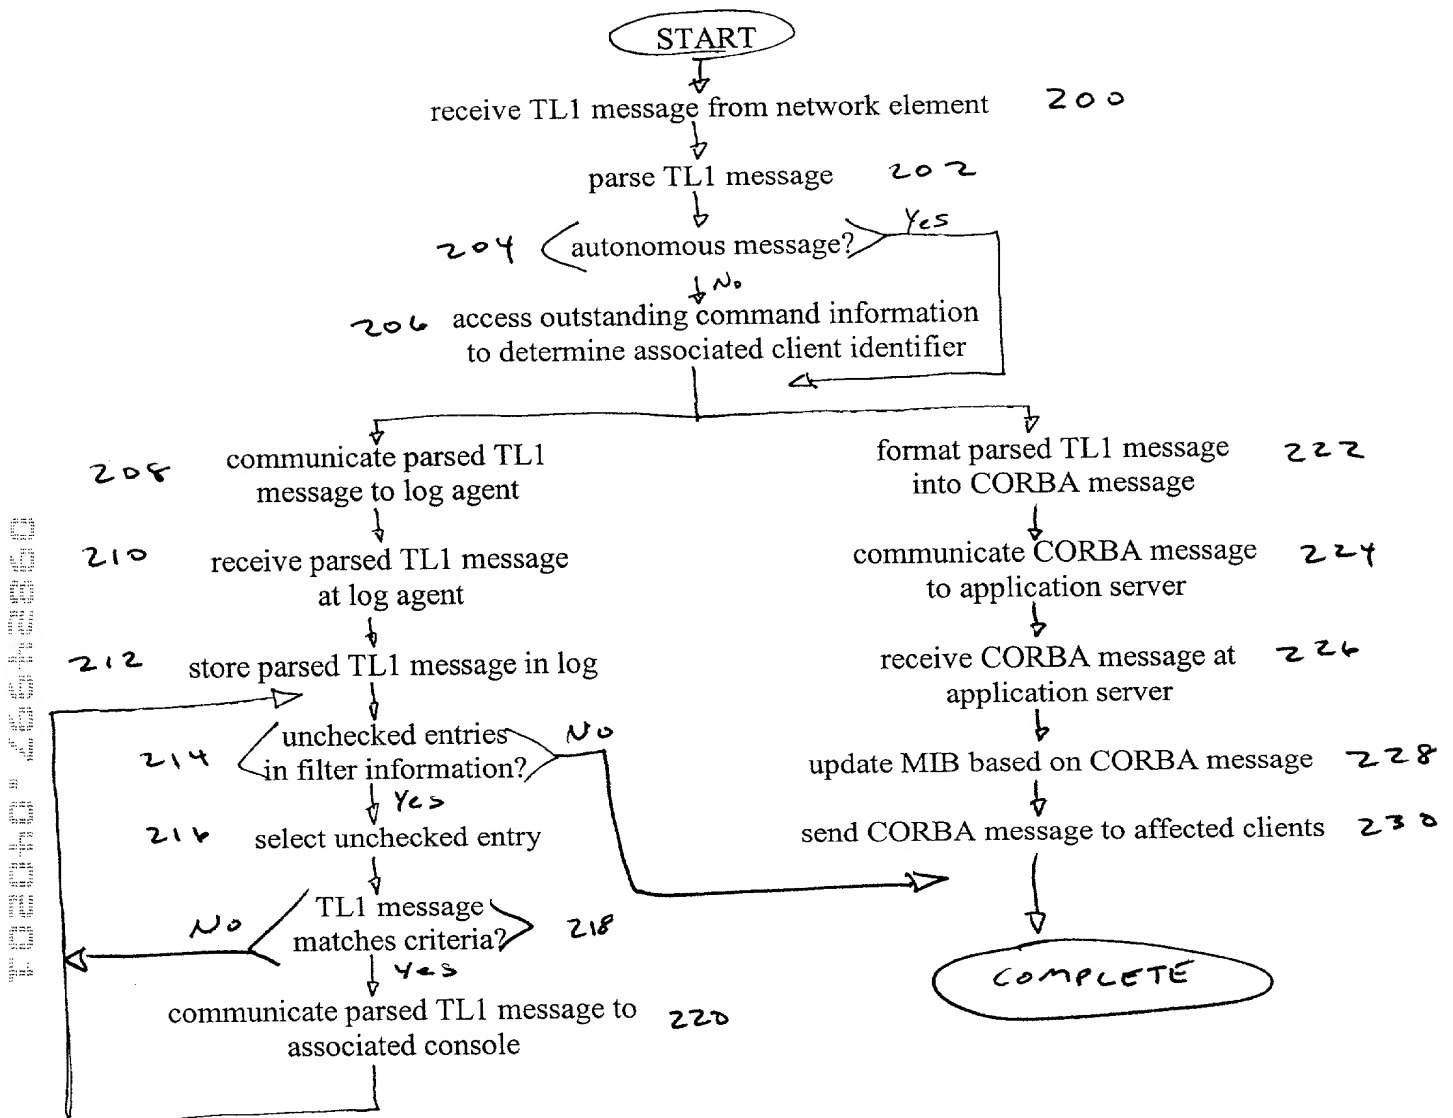 START
receive TL1 message from network element 200
parse TL1 message 202
204 autonomous message? Yes
No
206 access outstanding command information
to determine associated client identifier
208 communicate parsed TL1
message to log agent
210 receive parsed TL1 message
at log agent
212 store parsed TL1 message in log
214 unchecked entries
in filter information? No
Yes
216 select unchecked entry
No TL1 message
matches criteria? 218
Yes
communicate parsed TL1 message to
associated console 220
format parsed TL1 message
into CORBA message 222
communicate CORBA message
to application server 224
receive CORBA message at
application server 226
update MIB based on CORBA message 228
send CORBA message to affected clients 230
COMPLETE